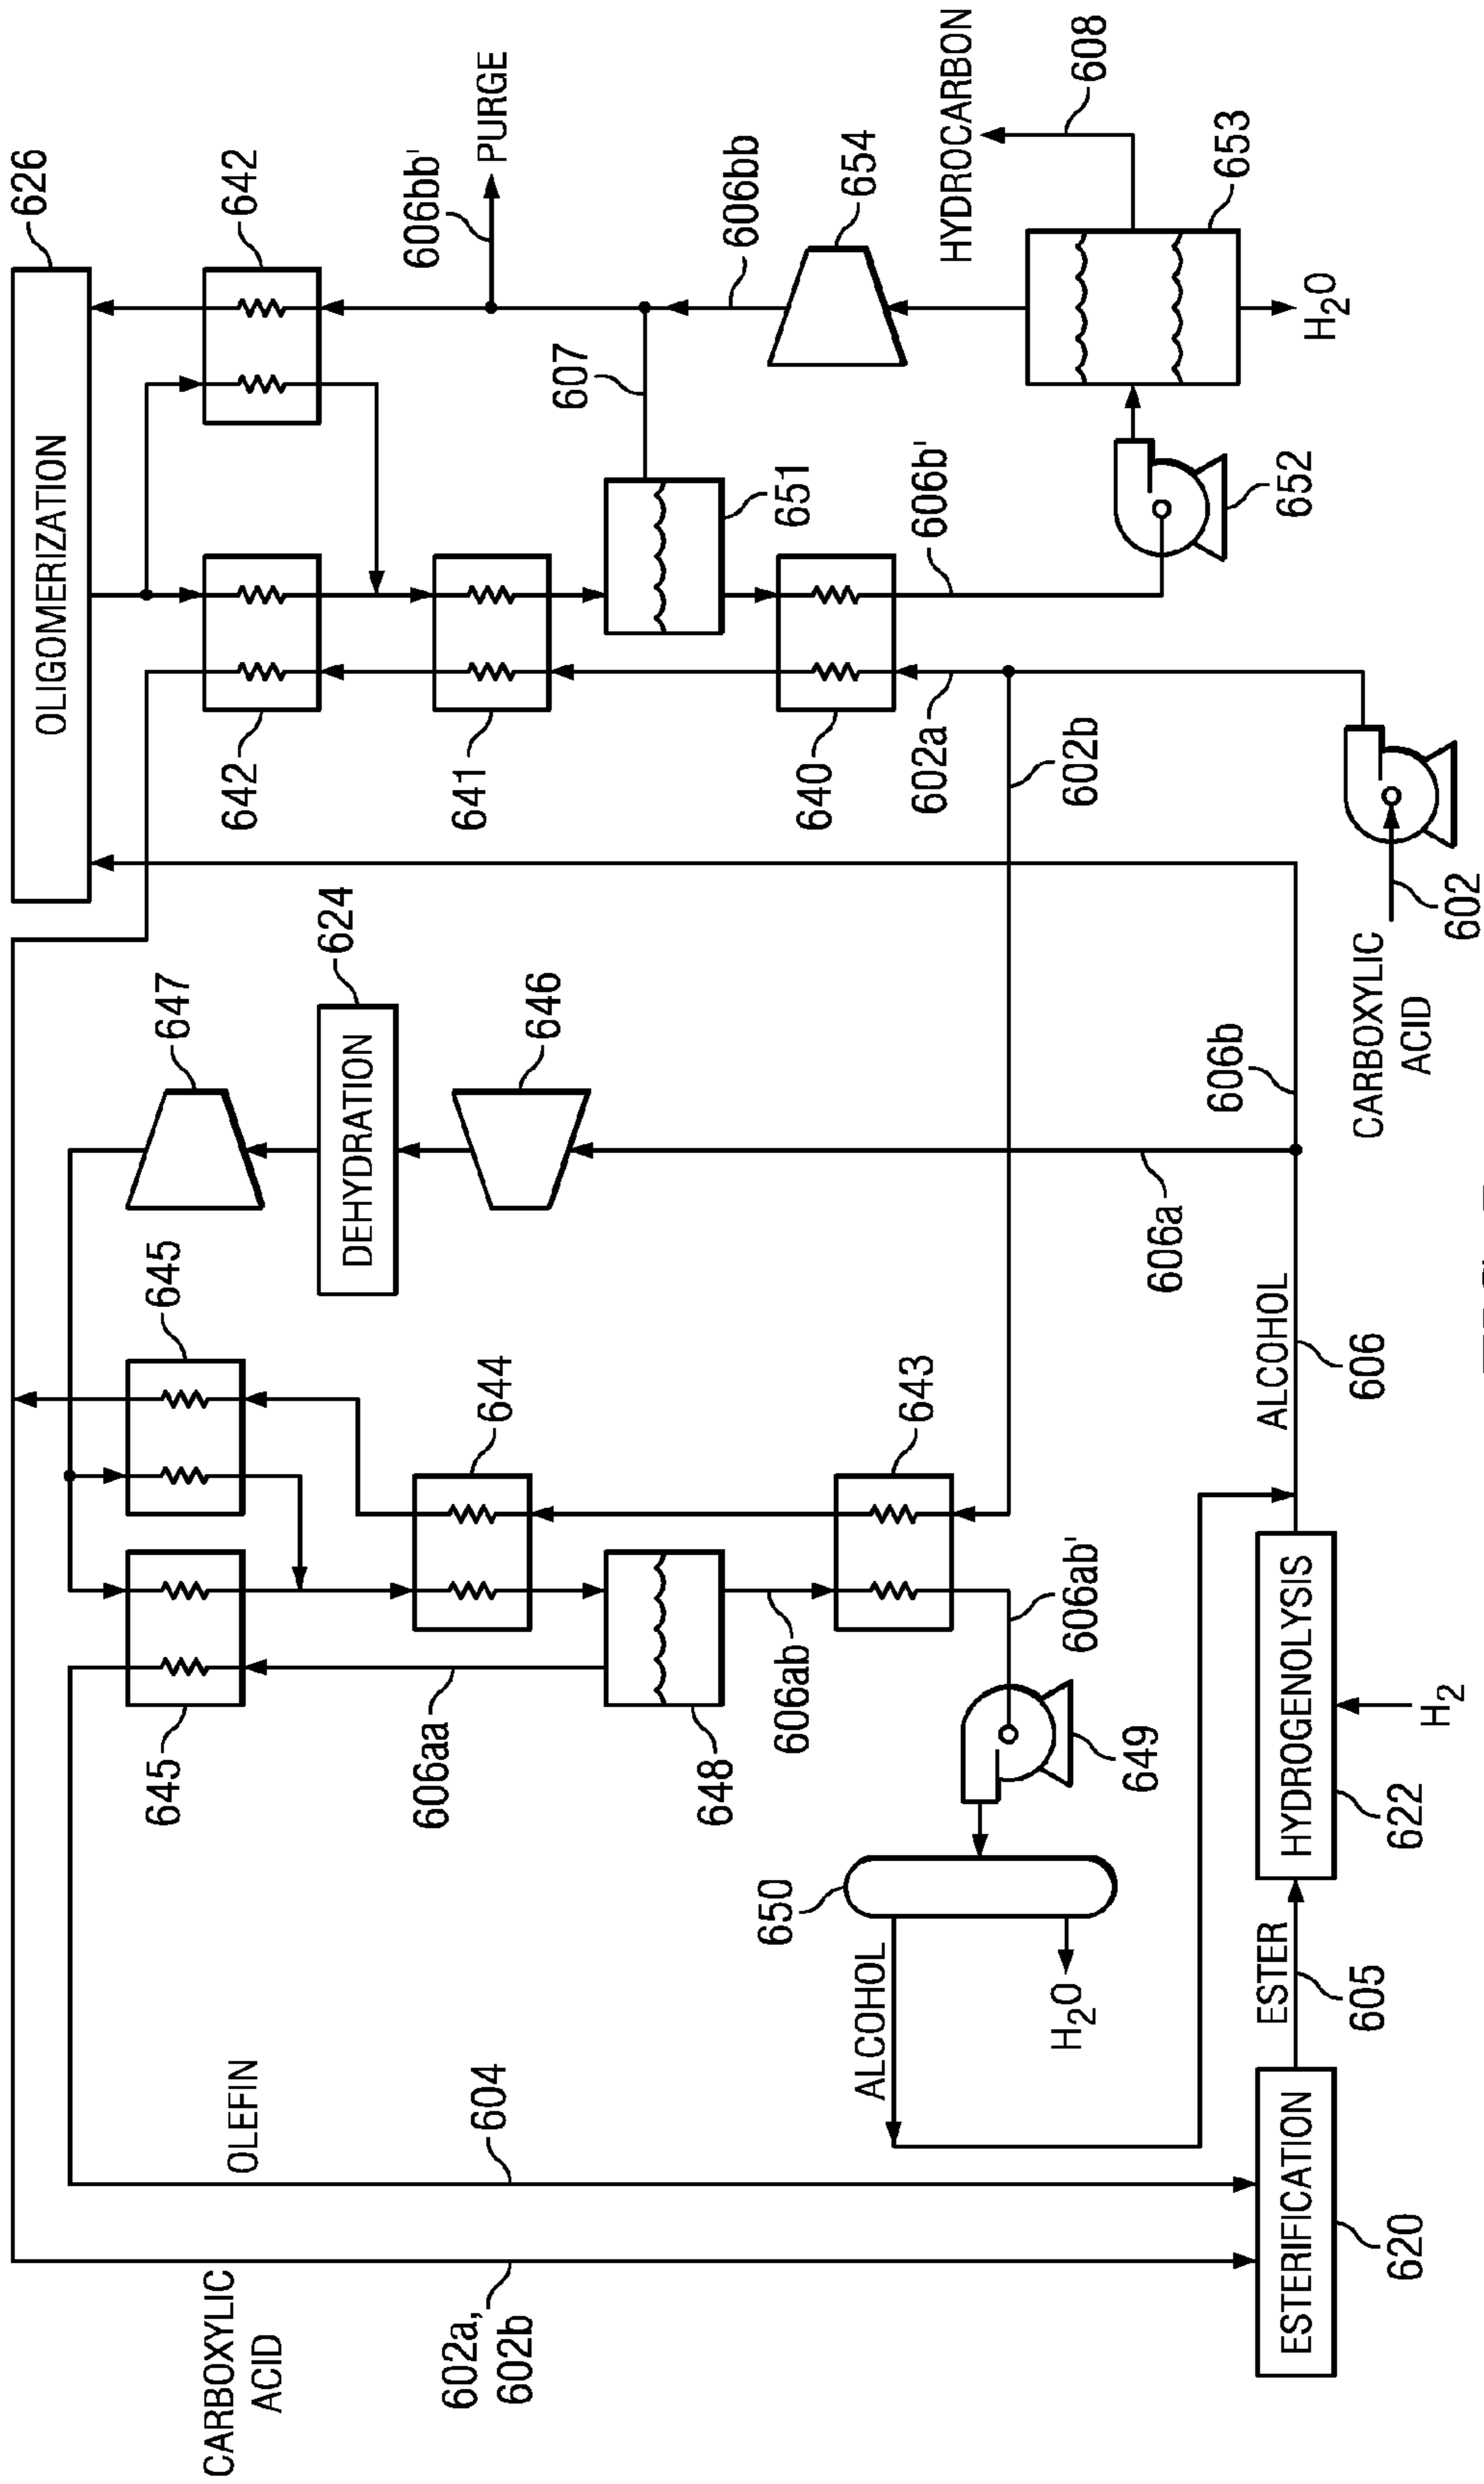 626
OLIGOMERIZATION
645
645
647
CARBOXYLIC
ACID
OLEFIN
642
642
624
DEHYDRATION
606aa
602a,
602b
604
644
641
606bb'
PURGE
646
607
648
606bb
606ab
650
651
654
ALCOHOL
643
640
606b'
602a
HYDROCARBON
H2O
606ab'
602b
608
649
652
653
606a
606b
ESTER
ALCOHOL
ESTERIFICATION
HYDROGENOLYSIS
H2O
605
606
CARBOXYLIC
ACID
620
622
H2
602